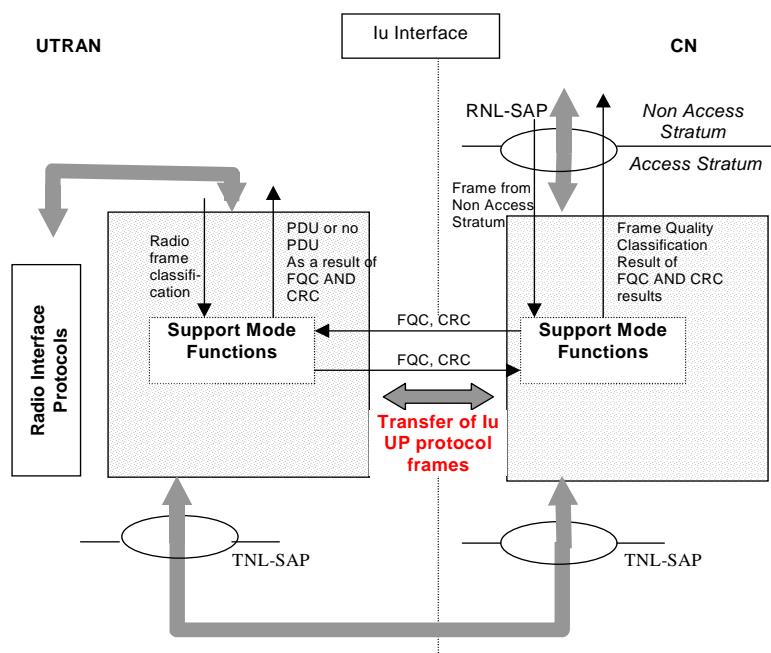 Iu Interface
UTRAN
CN
RNL-SAP
Non Access
Stratum
Access Stratum
Frame from
Non Access
Stratum
Radio
frame
classifi-
cation
PDU or no
PDU
As a result of
FQC AND
CRC
Frame Quality
Classification
Result of
FQC AND CRC
results
Radio Interface
Protocols
Support Mode
Functions
FQC, CRC
FQC, CRC
Support Mode
Functions
Transfer of Iu
UP protocol
frames
TNL-SAP
TNL-SAP